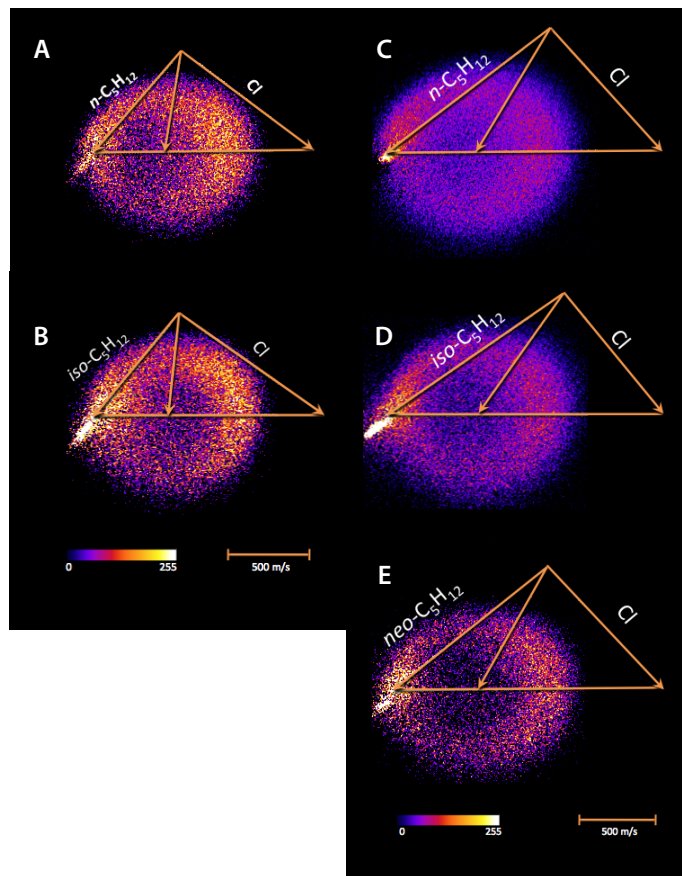 A
n-C₅H₁₂
Cl
C
n-C₅H₁₂
Cl
B
iso-C₅H₁₂
Cl
D
iso-C₅H₁₂
Cl
0 255
500 m/s
E
neo-C₅H₁₂
Cl
0 255
500 m/s